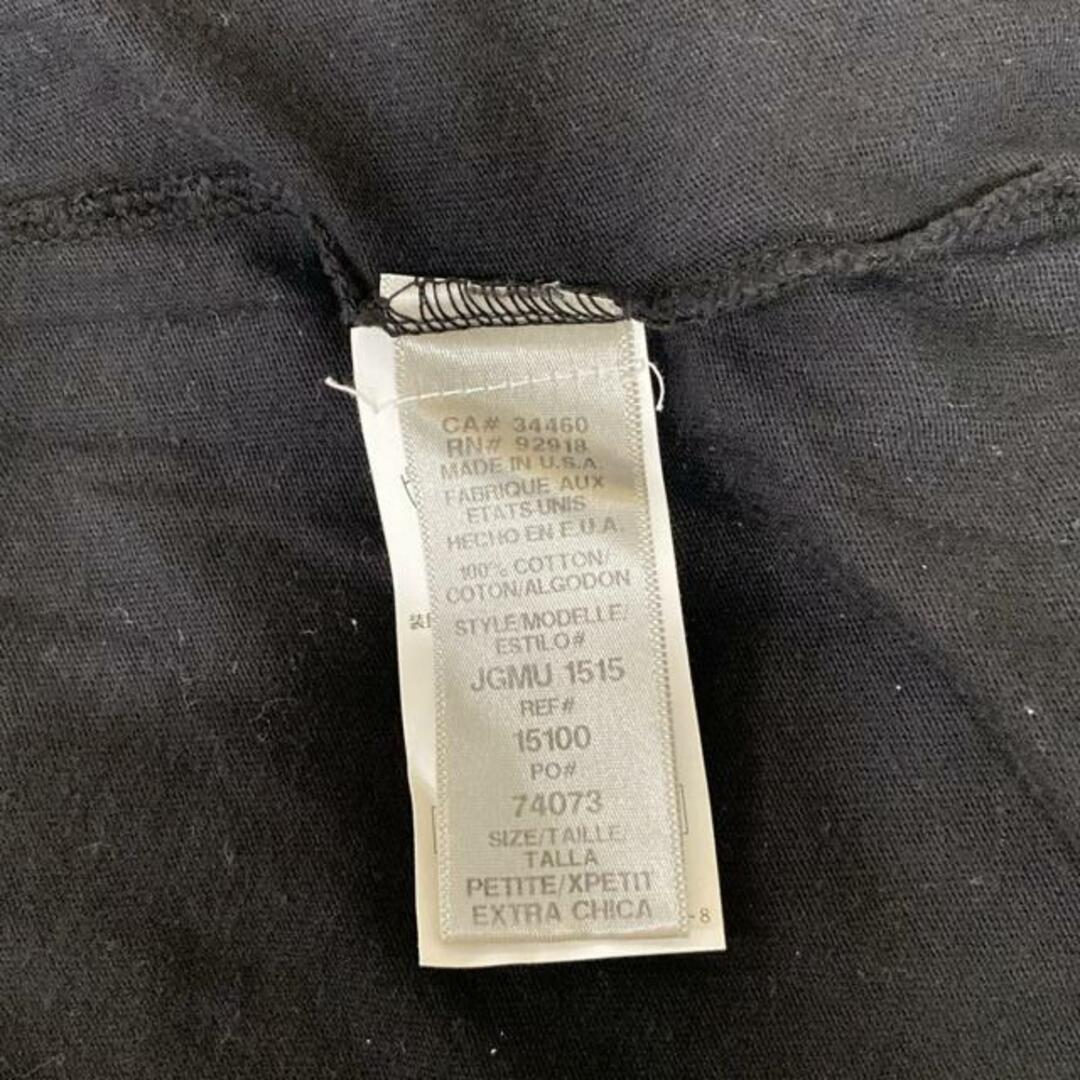 CA# 34460
RN# 92918
MADE IN U.S.A.
FABRIQUE AUX
ETATS-UNIS
HECHO EN E.U.A.
100% COTTON/
COTON/ALGODON
STYLE/MODELLE/
ESTILO#
JGMU 1515
REF#
15100
PO#
74073
SIZE/TAILLE
TALLA
PETITE/XPETIT
EXTRA CHICA
-8